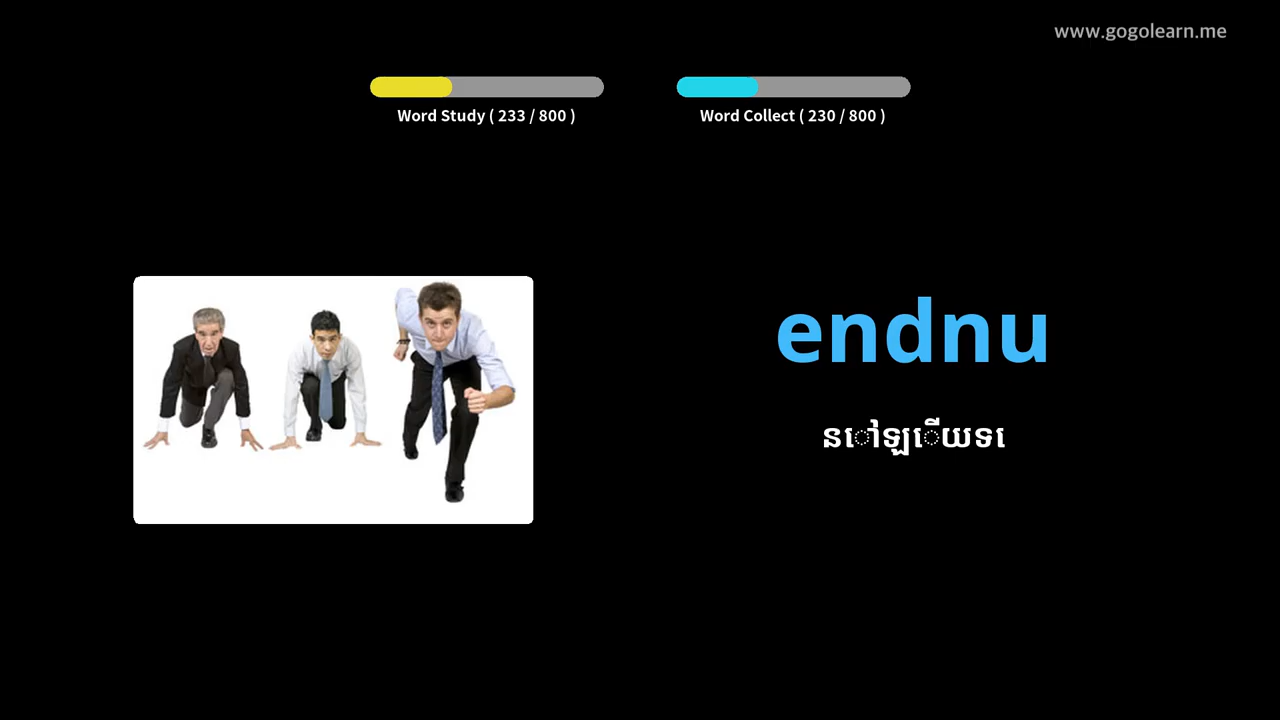 www.gogolearn.me
Word Study ( 233 / 800 )
Word Collect ( 230 / 800 )
endnu
នៅឡើយទេ